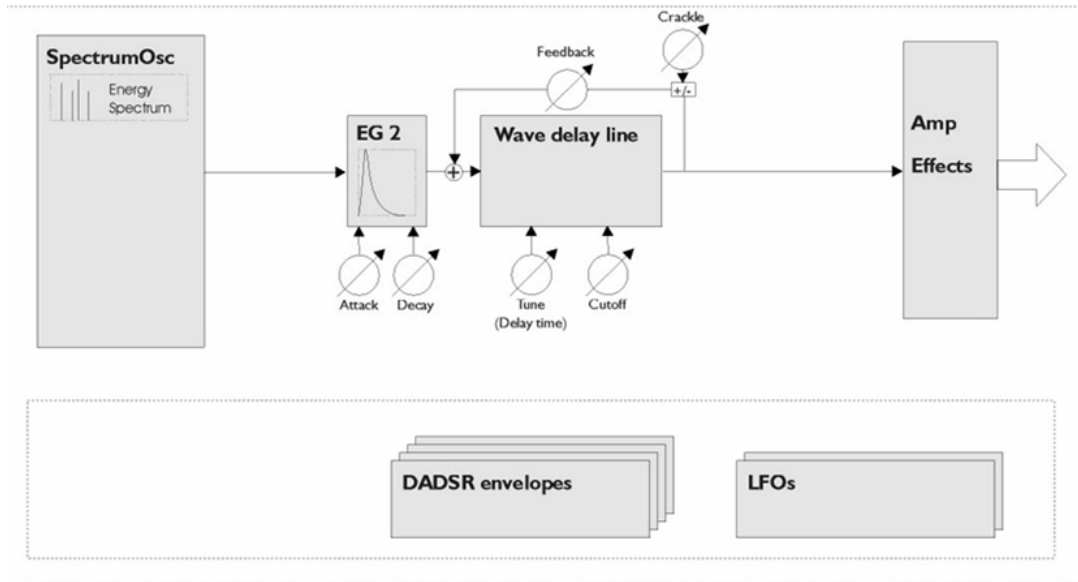 SpectrumOsc
Energy
Spectrum
Crackle
Feedback
+/-
EG 2
+
Wave delay line
Amp
Effects
Attack
Decay
Tune
(Delay time)
Cutoff
DADSR envelopes
LFOs